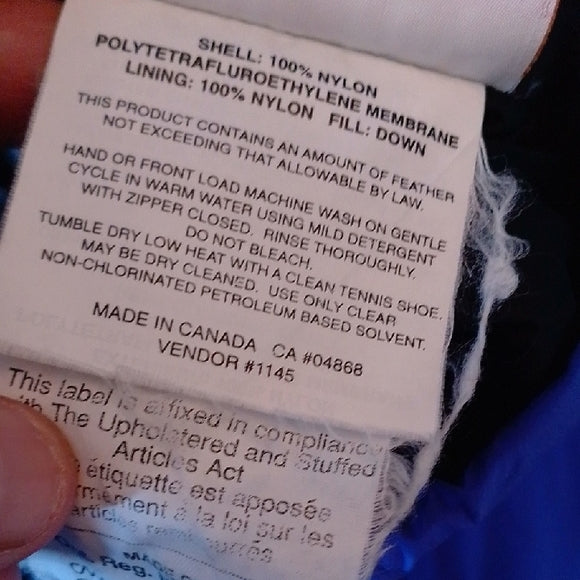 SHELL: 100% NYLON
POLYTETRAFLUROETHYLENE MEMBRANE
LINING: 100% NYLON FILL: DOWN
THIS PRODUCT CONTAINS AN AMOUNT OF FEATHER
NOT EXCEEDING THAT ALLOWABLE BY LAW.
HAND OR FRONT LOAD MACHINE WASH ON GENTLE
CYCLE IN WARM WATER USING MILD DETERGENT
WITH ZIPPER CLOSED. RINSE THOROUGHLY.
DO NOT BLEACH.
TUMBLE DRY LOW HEAT WITH A CLEAN TENNIS SHOE.
MAY BE DRY CLEANED. USE ONLY CLEAR
NON-CHLORINATED PETROLEUM BASED SOLVENT.
MADE IN CANADA CA #04868
VENDOR #1145
This label is affixed in compliance
with The Upholstered and Stuffed
Articles Act
étiquette est apposée
à la loi sur les
Reg.